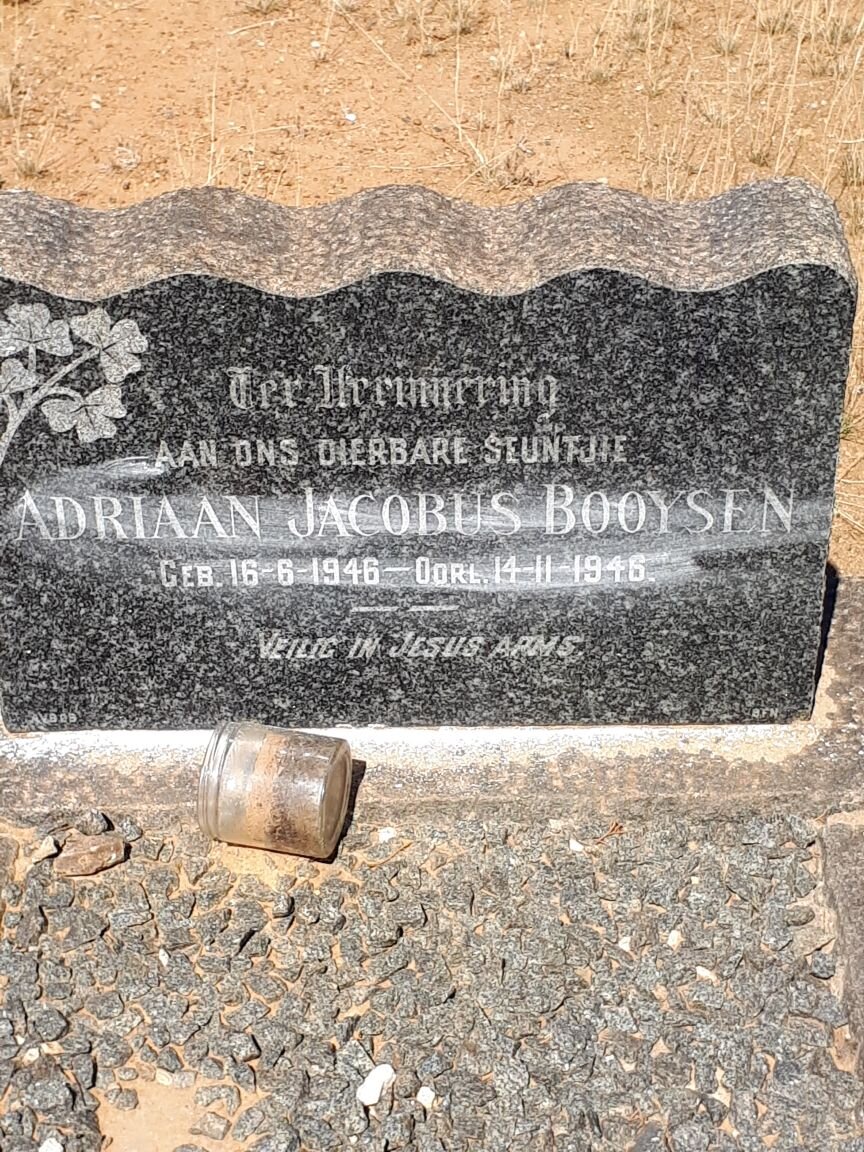 Ter Herinnering
AAN ONS DIERBARE SEUNTJIE
ADRIAAN JACOBUS BOOYSEN
GEB. 16-6-1946 — OORL. 14-11-1946.
VEILIG IN JESUS ARMS.
BFN